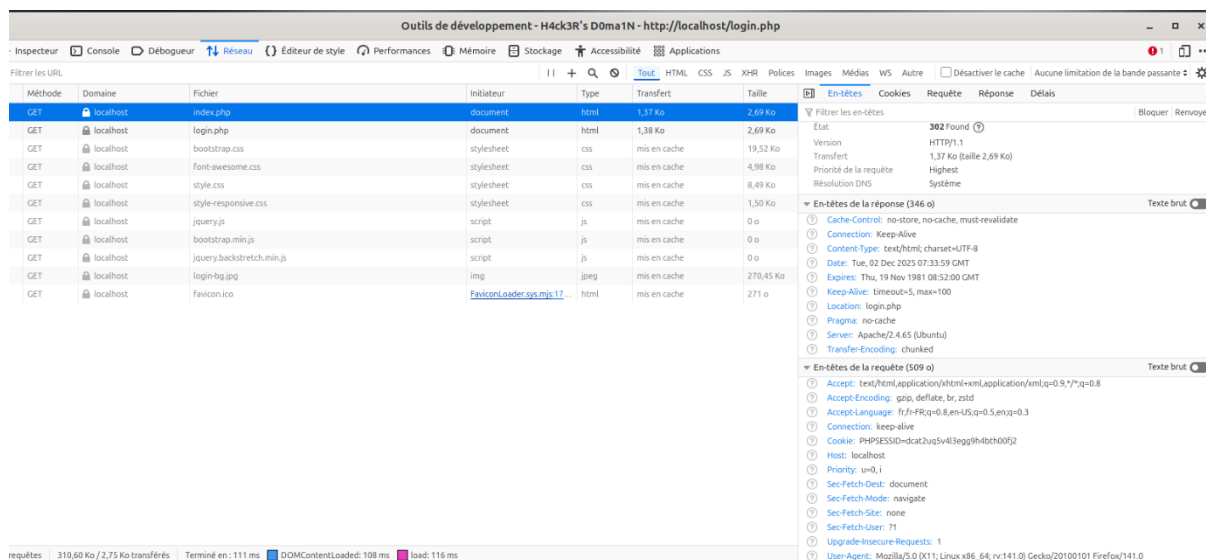 Outils de développement - H4ck3R's D0ma1N - http://localhost/login.php
Inspecteur Console Débogueur Réseau Éditeur de style Performances Mémoire Stockage Accessibilité Applications 1
Filtrer les URL Tout HTML CSS JS XHR Polices Images Médias WS Autre Désactiver le cache Aucune limitation de la bande passante
Méthode Domaine Fichier Initiateur Type Transfert Taille
GET localhost index.php document html 1,37 Ko 2,69 Ko
GET localhost login.php document html 1,38 Ko 2,69 Ko
GET localhost bootstrap.css stylesheet css mis en cache 19,52 Ko
GET localhost font-awesome.css stylesheet css mis en cache 4,98 Ko
GET localhost style.css stylesheet css mis en cache 8,49 Ko
GET localhost style-responsive.css stylesheet css mis en cache 1,50 Ko
GET localhost jquery.js script js mis en cache 0 o
GET localhost bootstrap.min.js script js mis en cache 0 o
GET localhost jquery.backstretch.min.js script js mis en cache 0 o
GET localhost login-bg.jpg img jpeg mis en cache 270,45 Ko
GET localhost favicon.ico FaviconLoader.sys.mjs:17... html mis en cache 271 o
requêtes 310,60 Ko / 2,75 Ko transférés Terminé en : 111 ms DOMContentLoaded: 108 ms load: 116 ms
En-têtes Cookies Requête Réponse Délais
Filtrer les en-têtes Bloquer Renvoye
État 302 Found
Version HTTP/1.1
Transfert 1,37 Ko (taille 2,69 Ko)
Priorité de la requête Highest
Résolution DNS Système
En-têtes de la réponse (346 o) Texte brut
Cache-Control: no-store, no-cache, must-revalidate
Connection: Keep-Alive
Content-Type: text/html; charset=UTF-8
Date: Tue, 02 Dec 2025 07:33:59 GMT
Expires: Thu, 19 Nov 1981 08:52:00 GMT
Keep-Alive: timeout=5, max=100
Location: login.php
Pragma: no-cache
Server: Apache/2.4.65 (Ubuntu)
Transfer-Encoding: chunked
En-têtes de la requête (509 o) Texte brut
Accept: text/html,application/xhtml+xml,application/xml;q=0.9,*/*;q=0.8
Accept-Encoding: gzip, deflate, br, zstd
Accept-Language: fr,fr-FR;q=0.8,en-US;q=0.5,en;q=0.3
Connection: keep-alive
Cookie: PHPSESSID=dcat2uq5v4l3egg9h4bth00fj2
Host: localhost
Priority: u=0, i
Sec-Fetch-Dest: document
Sec-Fetch-Mode: navigate
Sec-Fetch-Site: none
Sec-Fetch-User: ?1
Upgrade-Insecure-Requests: 1
User-Agent: Mozilla/5.0 (X11; Linux x86_64; rv:141.0) Gecko/20100101 Firefox/141.0